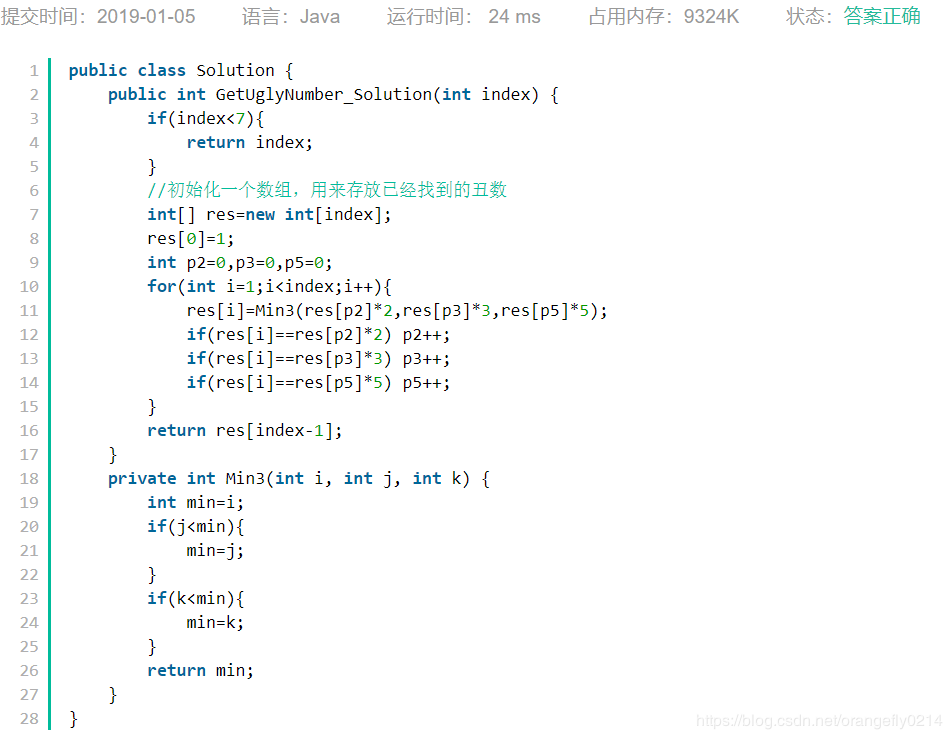 提交时间：2019-01-05 语言：Java 运行时间： 24 ms 占用内存：9324K 状态：答案正确
1 public class Solution {
2     public int GetUglyNumber_Solution(int index) {
3         if(index<7){
4             return index;
5         }
6         //初始化一个数组，用来存放已经找到的丑数
7         int[] res=new int[index];
8         res[0]=1;
9         int p2=0,p3=0,p5=0;
10         for(int i=1;i<index;i++){
11             res[i]=Min3(res[p2]*2,res[p3]*3,res[p5]*5);
12             if(res[i]==res[p2]*2) p2++;
13             if(res[i]==res[p3]*3) p3++;
14             if(res[i]==res[p5]*5) p5++;
15         }
16         return res[index-1];
17     }
18     private int Min3(int i, int j, int k) {
19         int min=i;
20         if(j<min){
21             min=j;
22         }
23         if(k<min){
24             min=k;
25         }
26         return min;
27     }
28 }
https://blog.csdn.net/orangefly0214